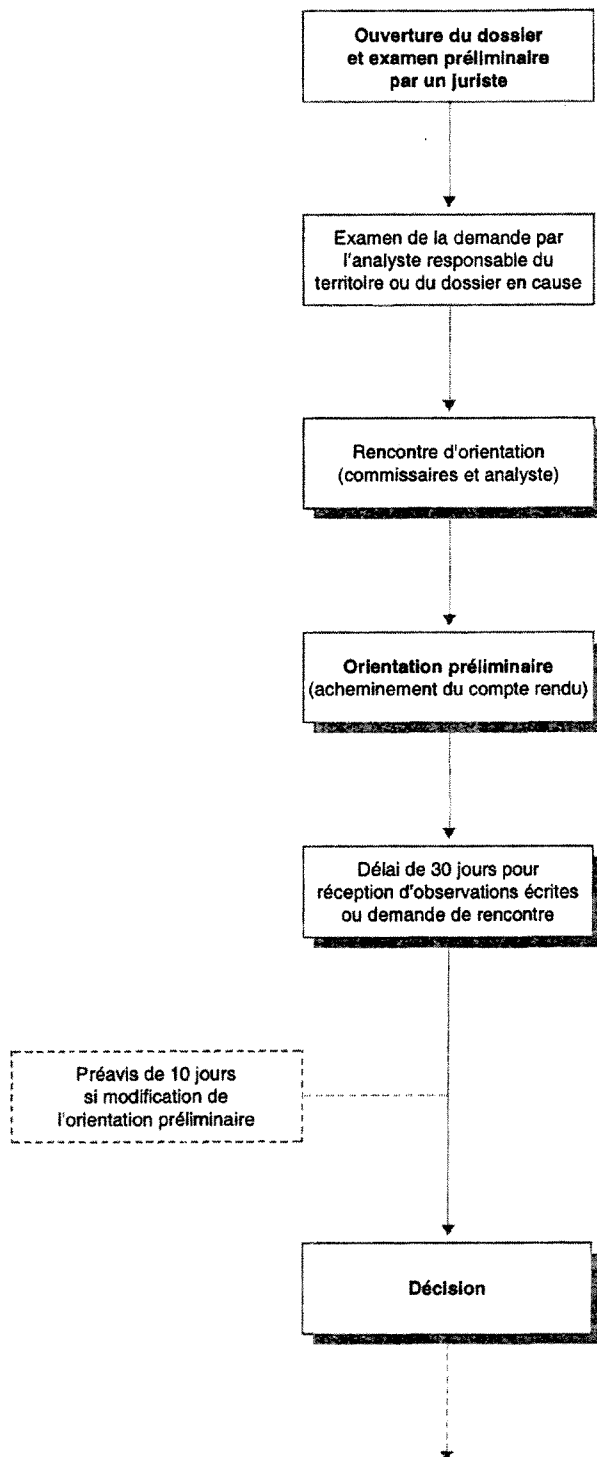 Ouverture du dossier
et examen préliminaire
par un juriste
Examen de la demande par
l'analyste responsable du
territoire ou du dossier en cause
Rencontre d'orientation
(commissaires et analyste)
Orientation préliminaire
(acheminement du compte rendu)
Délai de 30 jours pour
réception d'observations écrites
ou demande de rencontre
Préavis de 10 jours
si modification de
l'orientation préliminaire
Décision